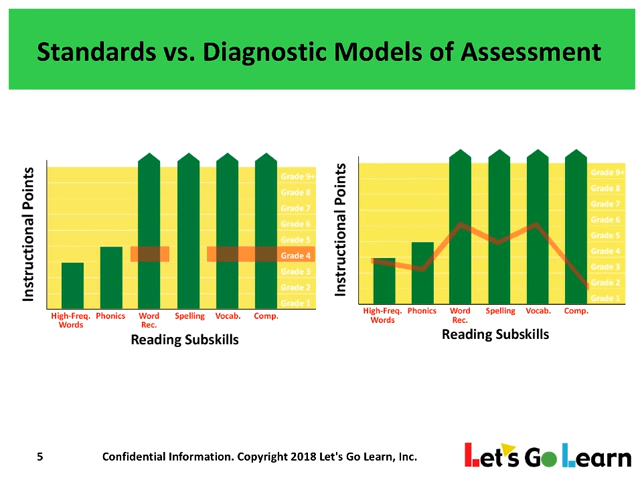 Standards vs. Diagnostic Models of Assessment
Instructional Points
Grade 9+
Grade 8
Grade 7
Grade 6
Grade 5
Grade 4
Grade 3
Grade 2
Grade 1
High-Freq. Words
Phonics
Word Rec.
Spelling
Vocab.
Comp.
Reading Subskills
Instructional Points
Grade 9+
Grade 8
Grade 7
Grade 6
Grade 5
Grade 4
Grade 3
Grade 2
Grade 1
High-Freq. Words
Phonics
Word Rec.
Spelling
Vocab.
Comp.
Reading Subskills
5
Confidential Information. Copyright 2018 Let's Go Learn, Inc.
Let's Go Learn